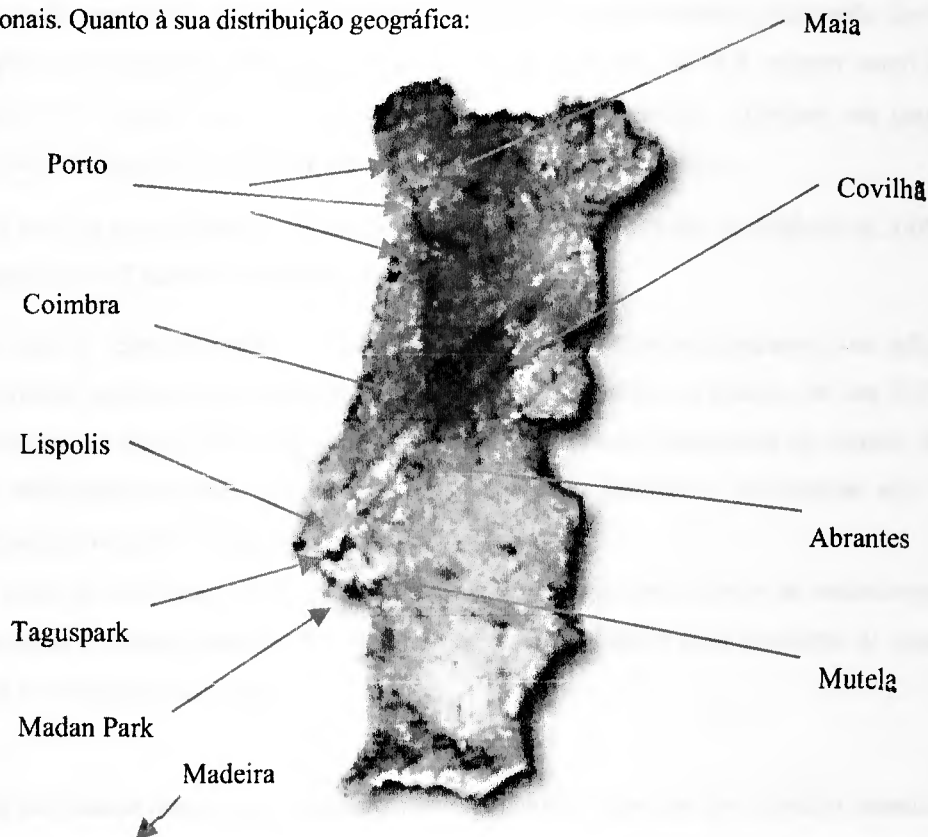 onais. Quanto à sua distribuição geográfica:
Maia
Porto
Covilhã
Coimbra
Lispolis
Abrantes
Taguspark
Mutela
Madan Park
Madeira